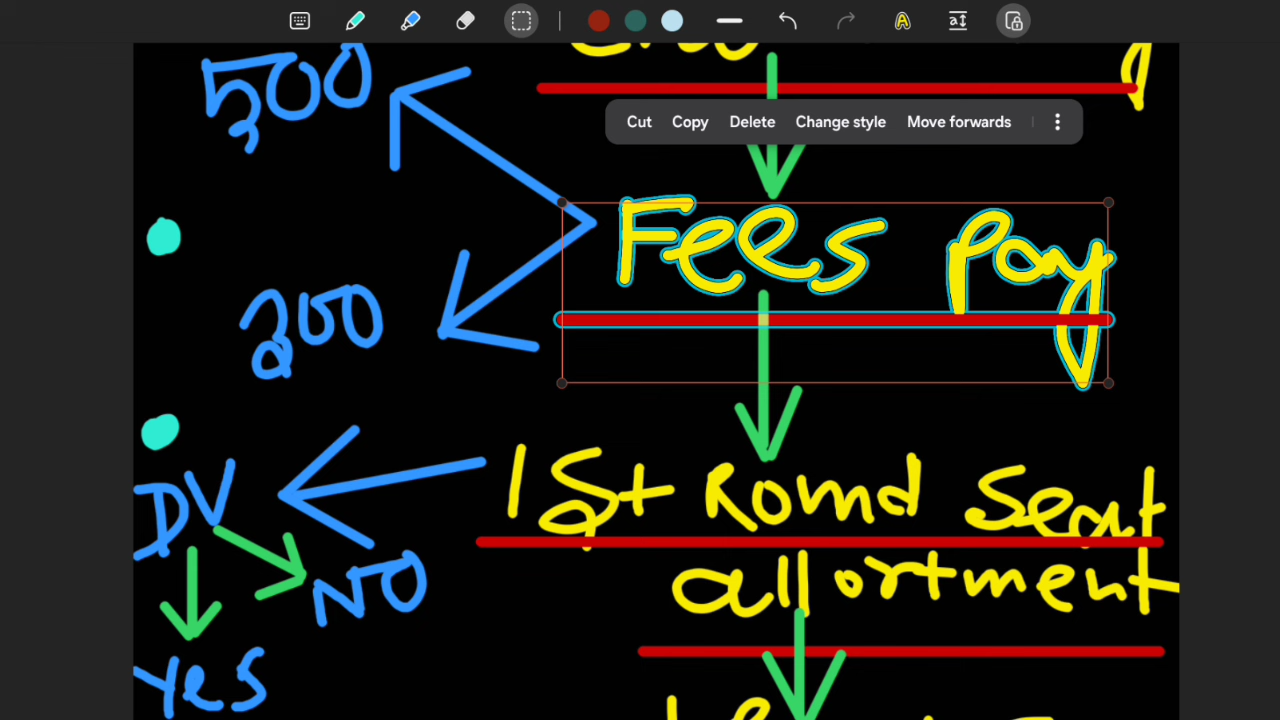 500
Cut Copy Delete Change style Move forwards
Fees Pay
200
1st Round Seat
allortment
DV
NO
Yes